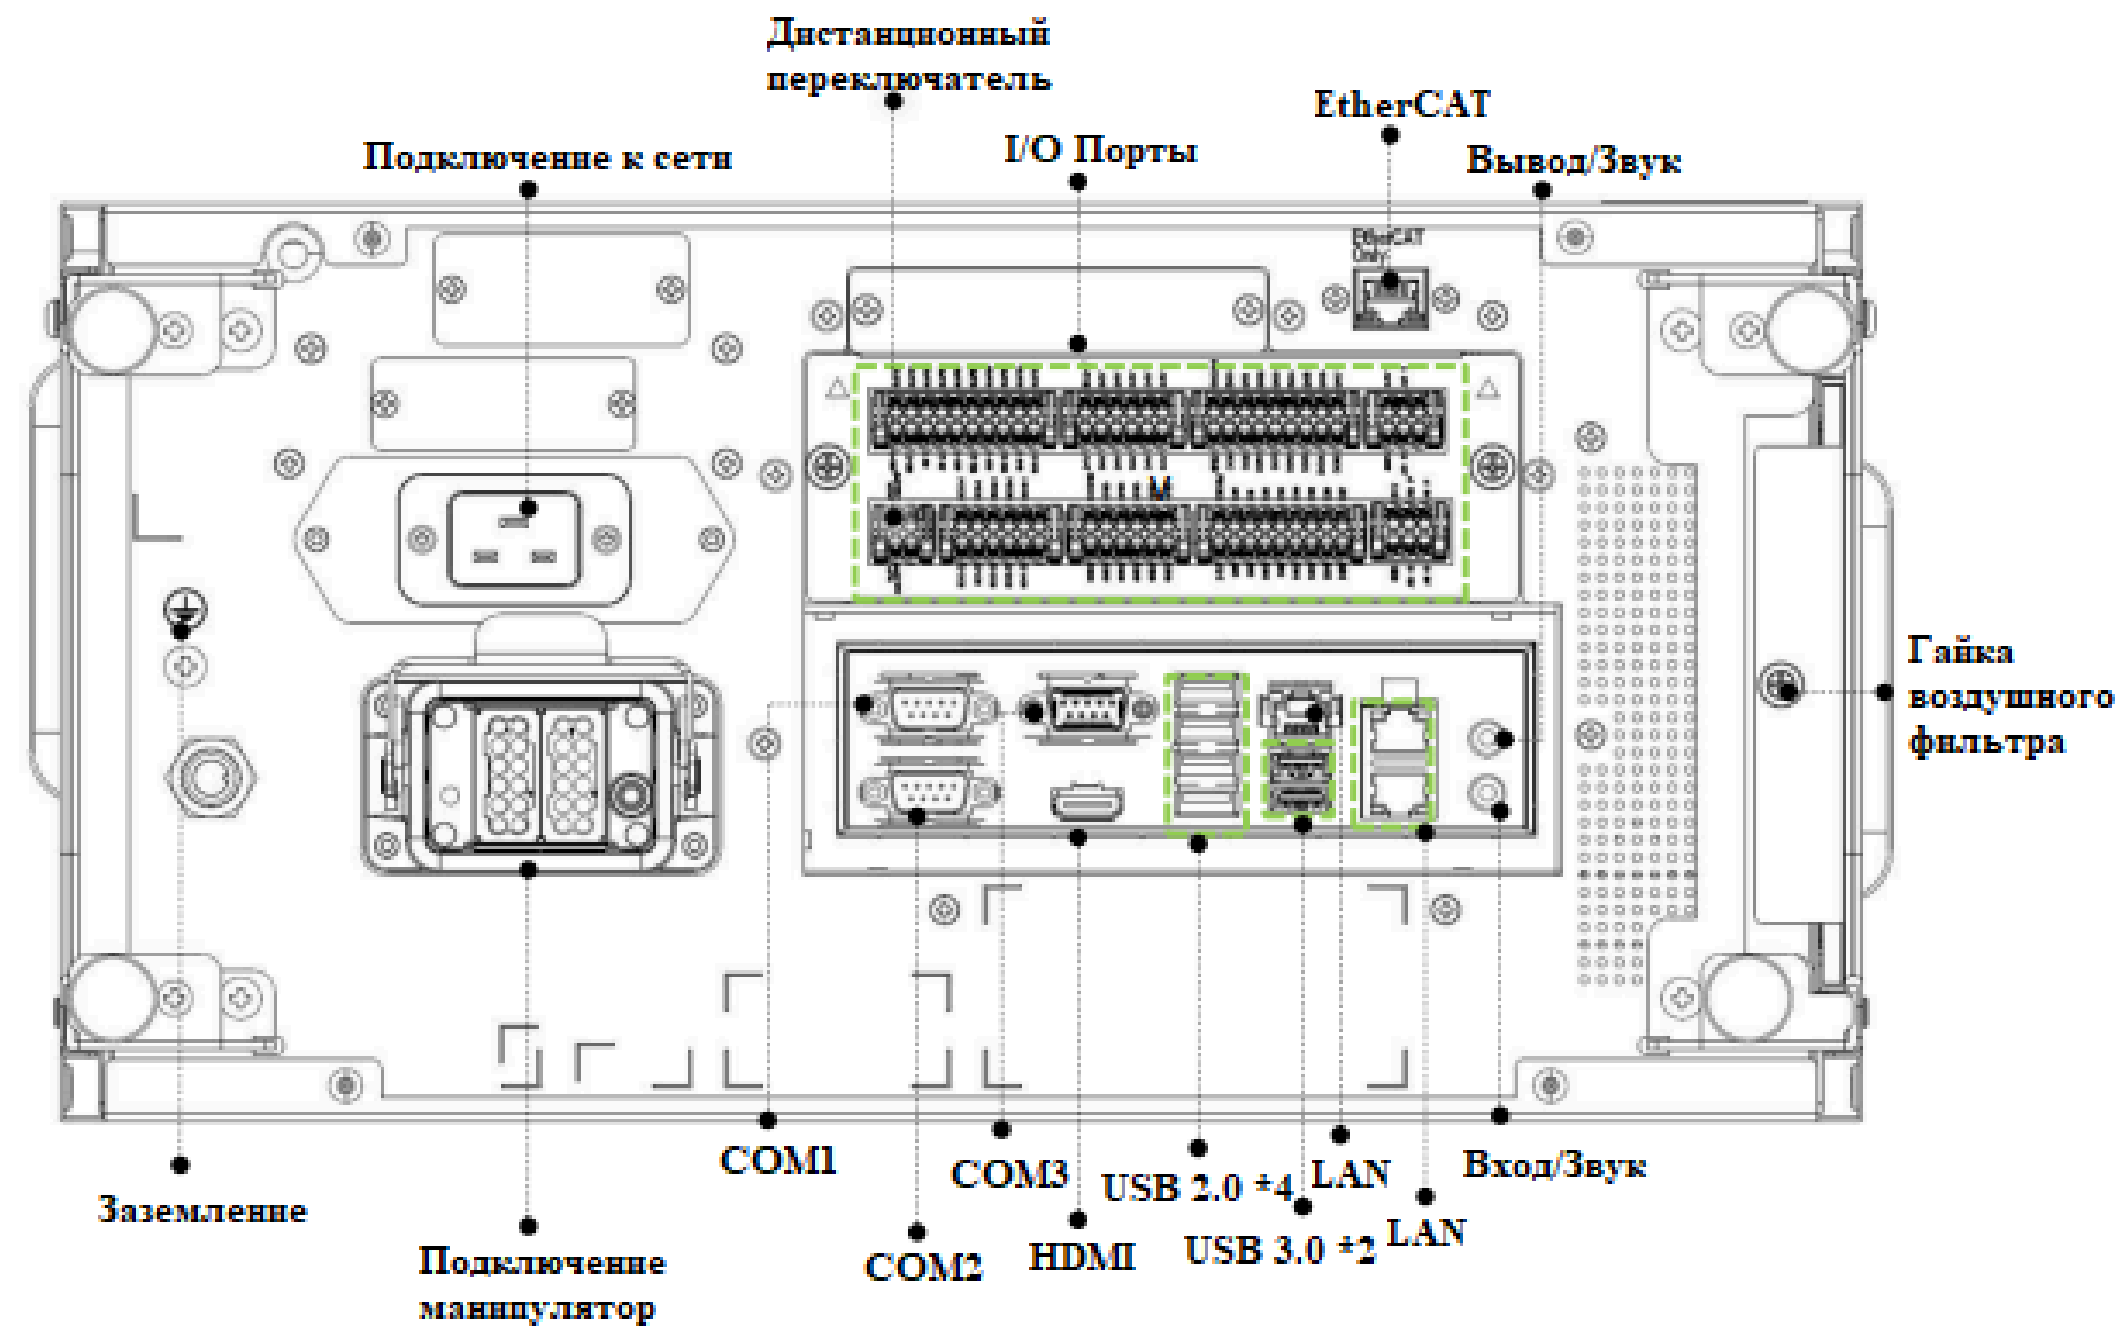 Дистанционный
переключатель
EtherCAT
Подключение к сети
I/O Порты
Вывод/Звук
EtherCAT
Only:
M
Гайка
воздушного
фильтра
COM1
COM3
USB 2.0 *4
LAN
Вход/Звук
Заземление
COM2
HDMI
USB 3.0 *2
LAN
Подключение
манипулятор